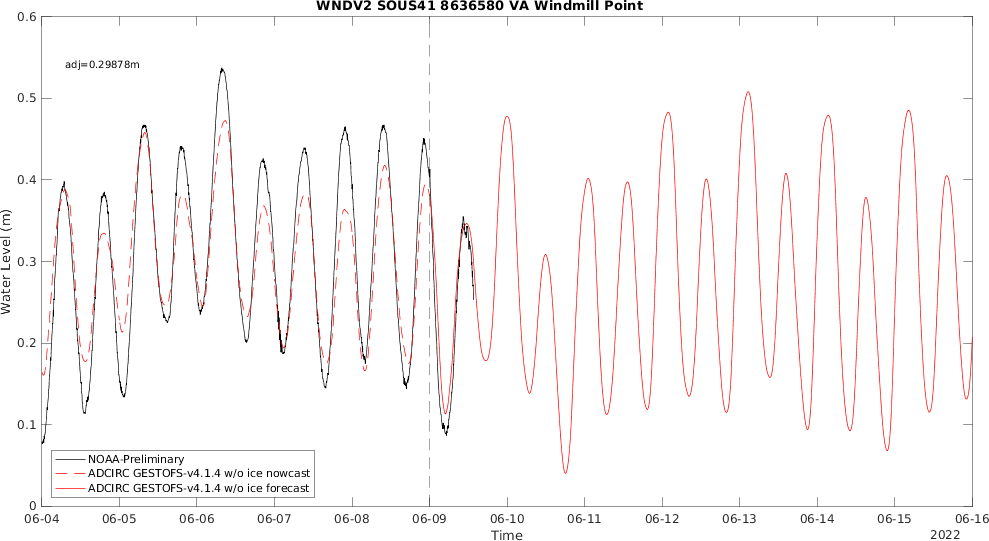 WNDV2 SOUS41 8636580 VA Windmill Point
0.6
adj=0.29878m
0.5
0.4
Water Level (m)
0.3
0.2
0.1
NOAA-Preliminary
ADCIRC GESTOFS-v4.1.4 w/o ice nowcast
ADCIRC GESTOFS-v4.1.4 w/o ice forecast
0
06-04 06-05 06-06 06-07 06-08 06-09 06-10 06-11 06-12 06-13 06-14 06-15 06-16
Time
2022